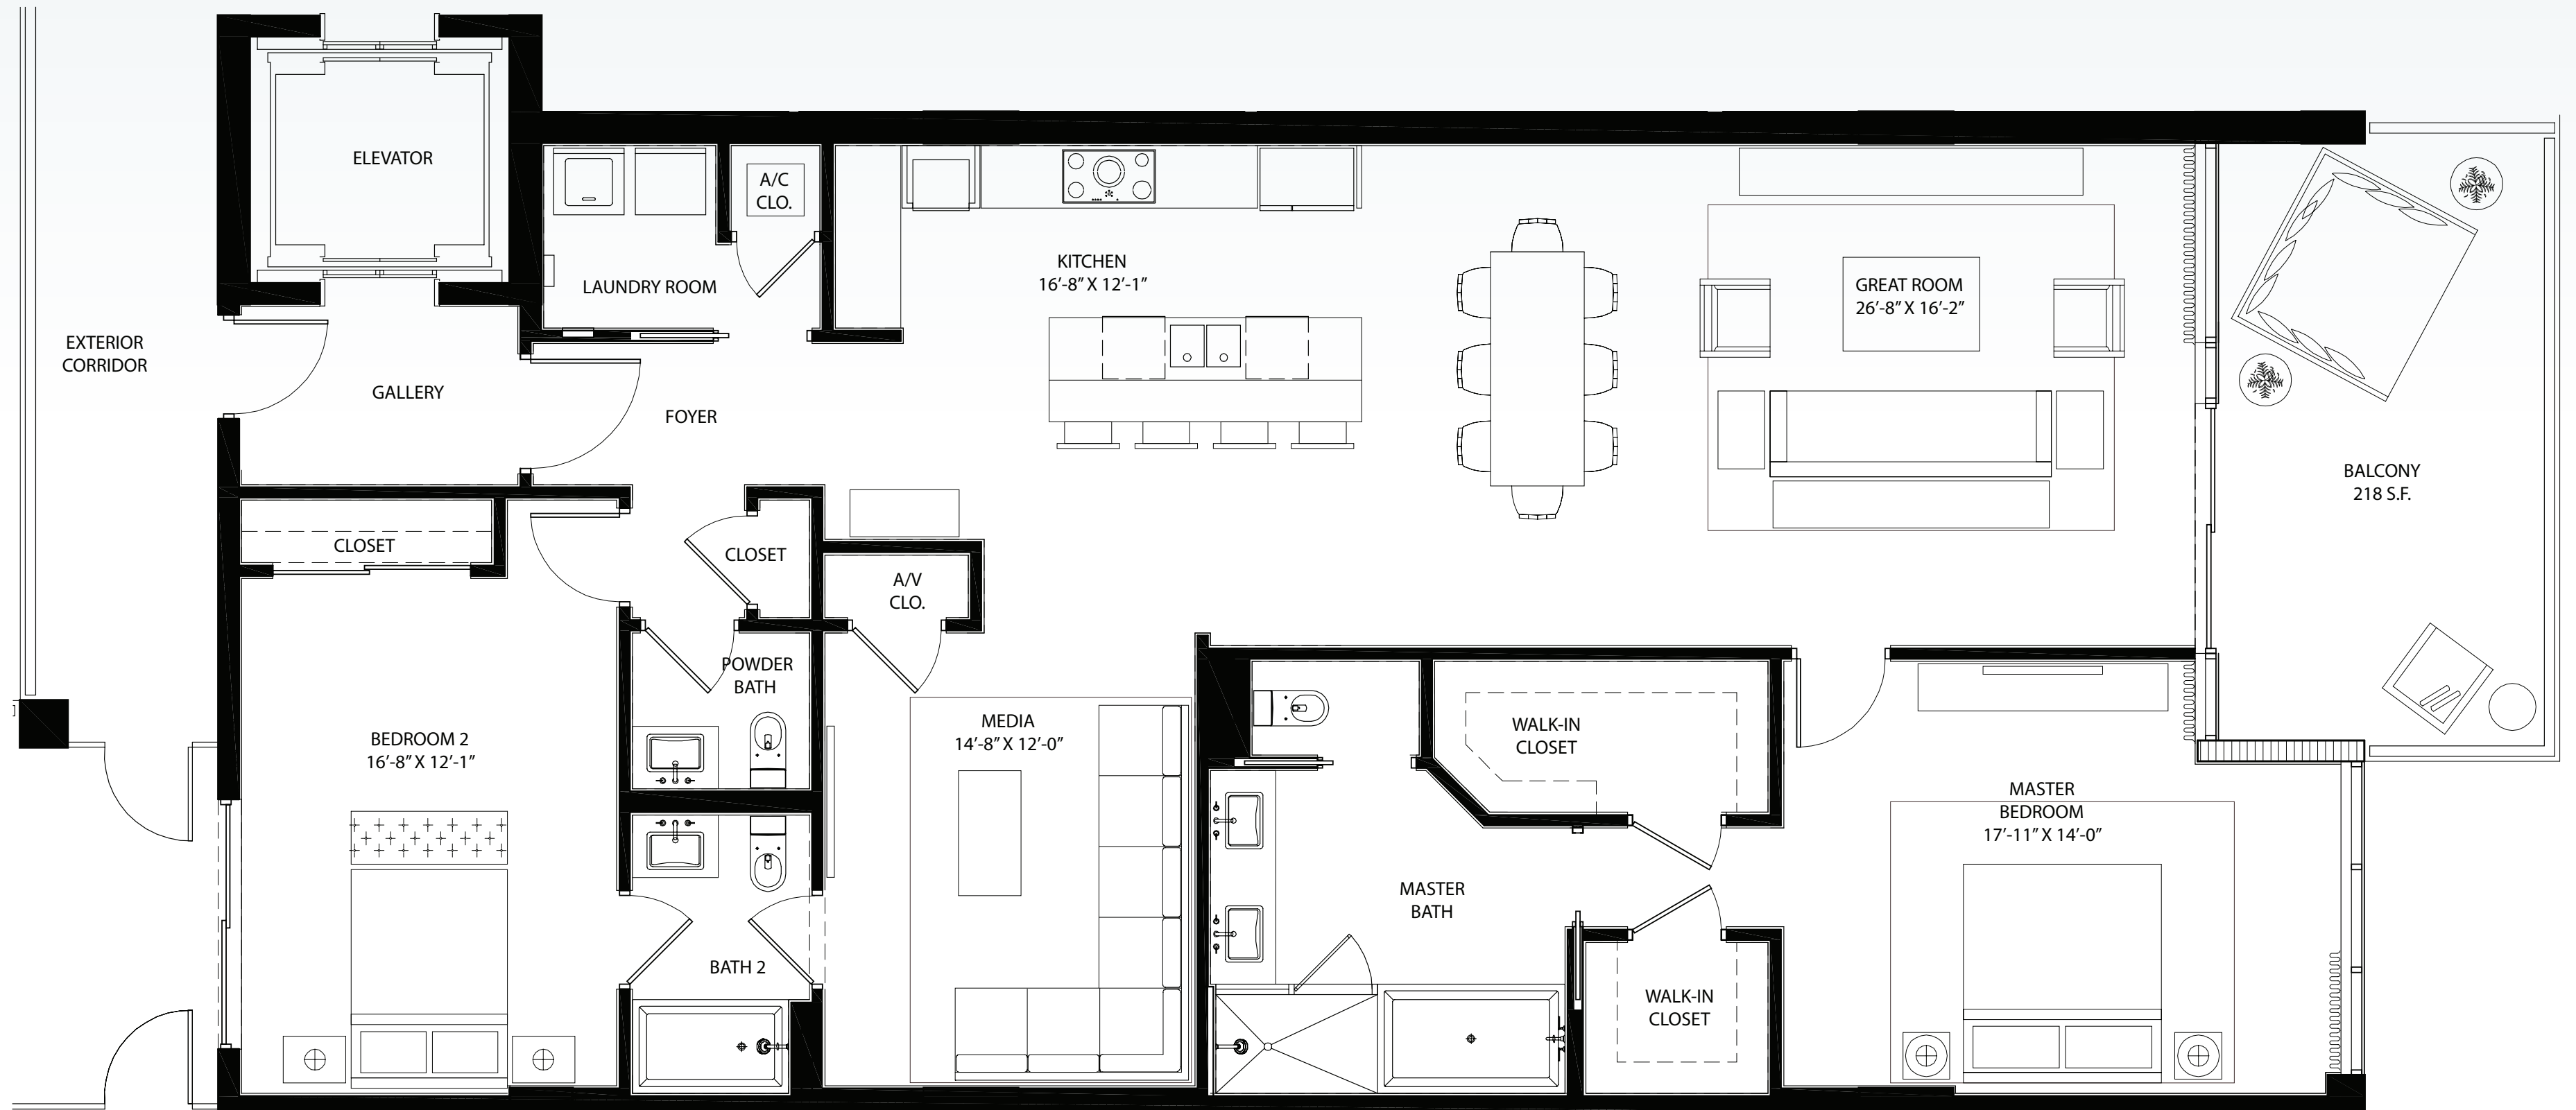 ELEVATOR
A/C
CLO.
LAUNDRY ROOM
KITCHEN
16'-8” X 12'-1”
GREAT ROOM
26'-8” X 16'-2”
EXTERIOR
CORRIDOR
GALLERY
FOYER
BALCONY
218 S.F.
CLOSET
CLOSET
A/V
CLO.
POWDER
BATH
BEDROOM 2
16'-8” X 12'-1”
MEDIA
14'-8” X 12'-0”
WALK-IN
CLOSET
MASTER
BEDROOM
17'-11” X 14'-0”
MASTER
BATH
BATH 2
WALK-IN
CLOSET